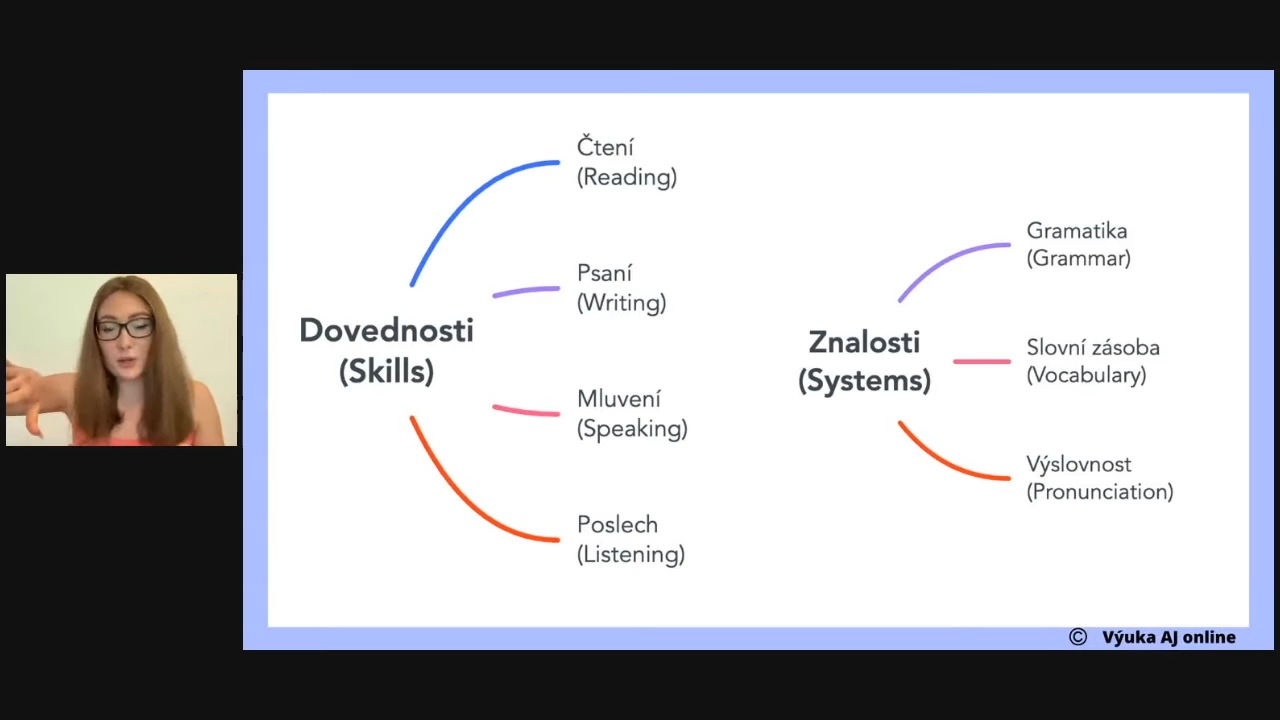 Dovednosti
(Skills)
Čtení
(Reading)
Psaní
(Writing)
Mluvení
(Speaking)
Poslech
(Listening)
Znalosti
(Systems)
Gramatika
(Grammar)
Slovní zásoba
(Vocabulary)
Výslovnost
(Pronunciation)
© Výuka AJ online